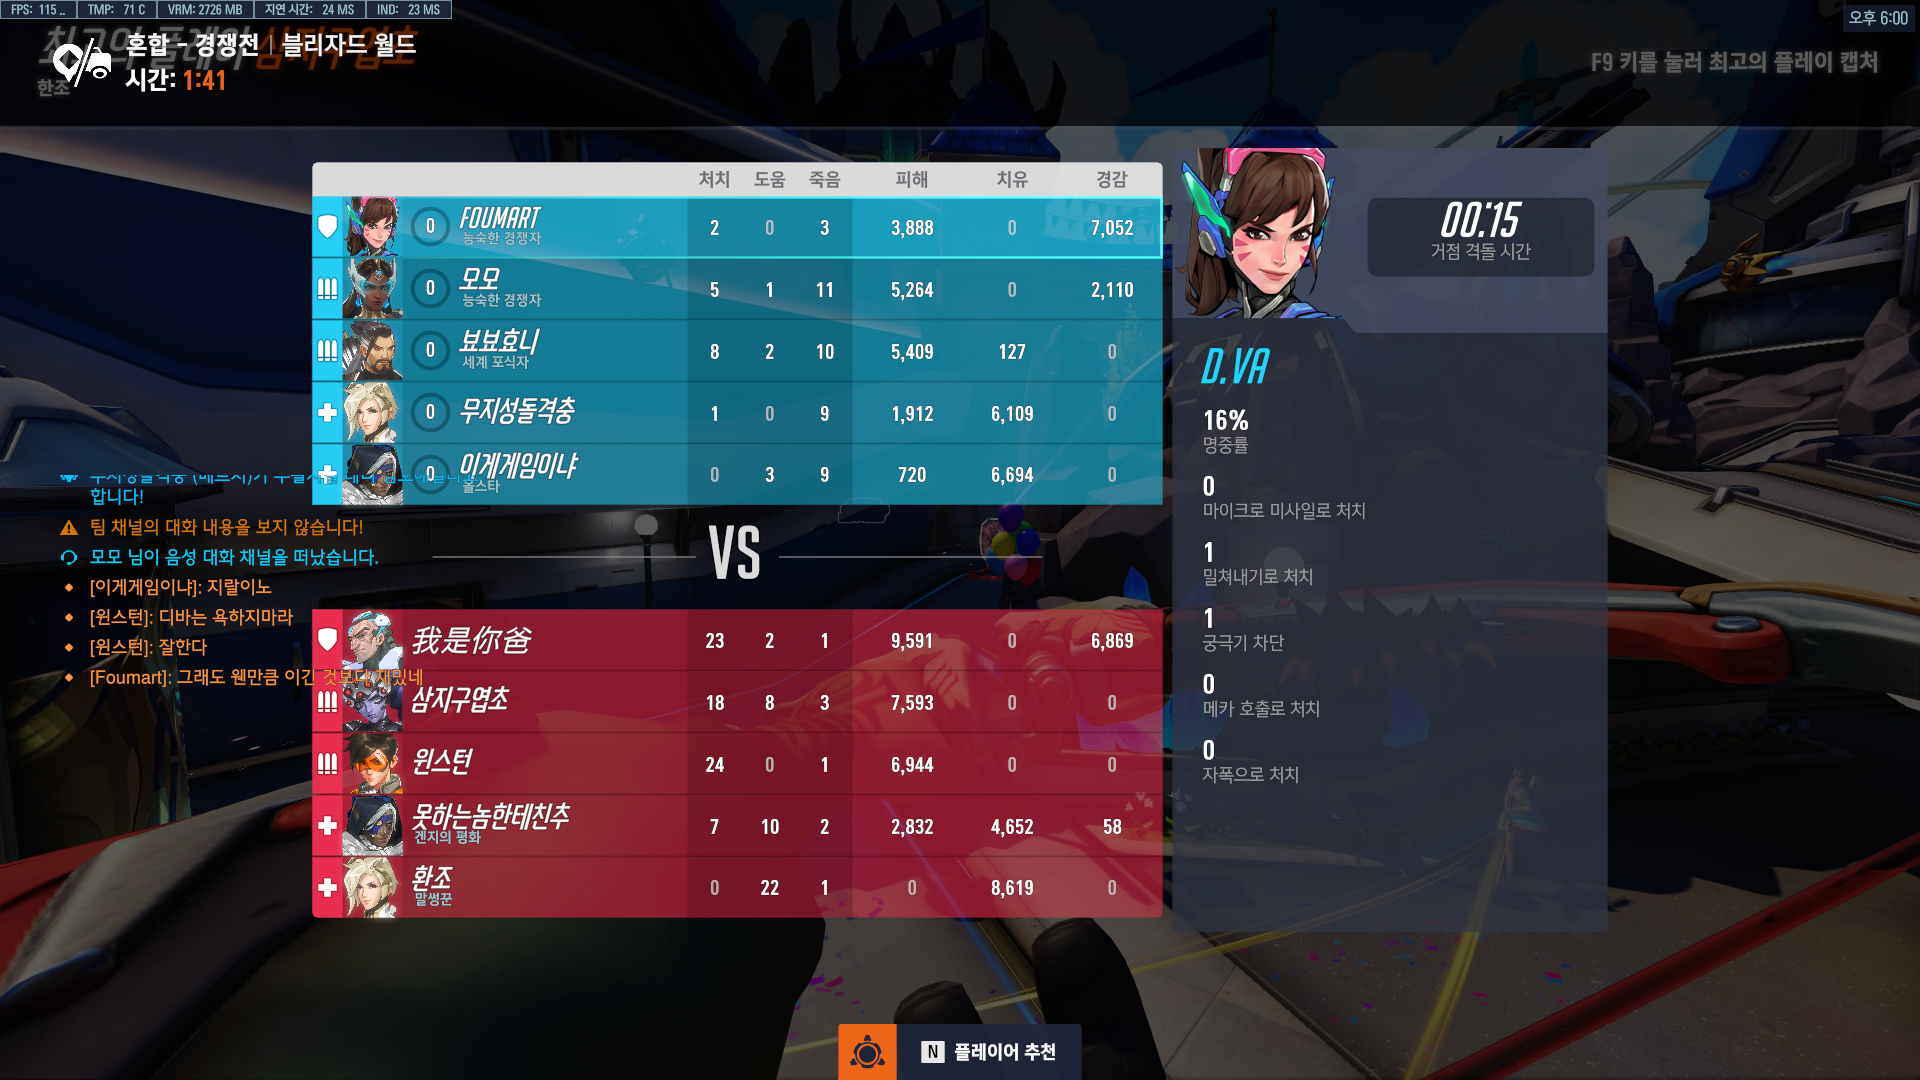 FPS: 115 .. TMP: 71 C VRM: 2726 MB 지연 시간: 24 MS IND: 23 MS
오후 6:00
최고의 플레이 삼지구엽초
한조
혼합 - 경쟁전 | 블리자드 월드
시간: 1:41
F9 키를 눌러 최고의 플레이 캡처
처치 도움 죽음 피해 치유 경감
0 FOUMART 2 0 3 3,888 0 7,052
능숙한 경쟁자
0 모모 5 1 11 5,264 0 2,110
능숙한 경쟁자
0 뵤뵤효니 8 2 10 5,409 127 0
세계 포식자
0 무지성돌격충 1 0 9 1,912 6,109 0
0 이게게임이냐 0 3 9 720 6,694 0
올스타
합니다!
팀 채널의 대화 내용을 보지 않습니다!
모모 님이 음성 대화 채널을 떠났습니다.
[이게게임이냐]: 지랄이노
[윈스턴]: 디바는 욕하지마라
[윈스턴]: 잘한다
[Foumart]: 그래도 웬만큼 이긴 것보다 재밌네
VS
我是你爸 23 2 1 9,591 0 6,869
삼지구엽초 18 8 3 7,593 0 0
윈스턴 24 0 1 6,944 0 0
못하는놈한테친추 7 10 2 2,832 4,652 58
겐지의 평화
환조 0 22 1 0 8,619 0
말썽꾼
00:15
거점 격돌 시간
D.VA
16%
명중률
0
마이크로 미사일로 처치
1
밀쳐내기로 처치
1
궁극기 차단
0
메카 호출로 처치
0
자폭으로 처치
N 플레이어 추천